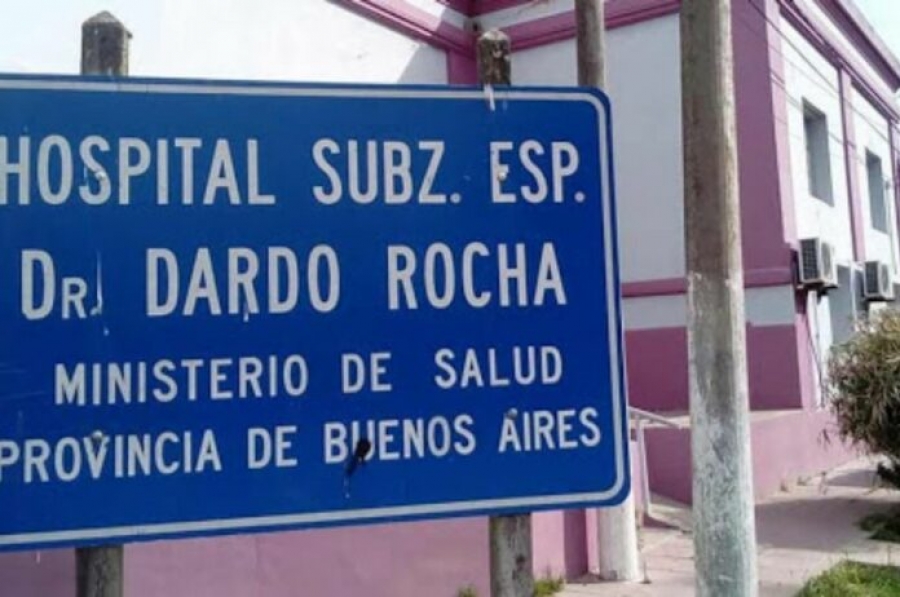 HOSPITAL SUBZ. ESP.
DR. DARDO ROCHA
MINISTERIO DE SALUD
PROVINCIA DE BUENOS AIRES